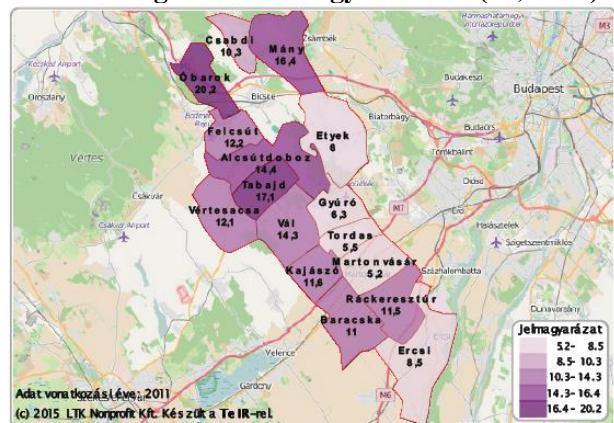 Csabdi
10,3
Mány
16,4
Óbarok
20,2
Bicske
Etyek
6
Felcsút
12,2
Alcsútdoboz
14,4
Tabajd
17,1
Vértesacsa
12,1
Vál
14,3
Gyúró
6,3
Tordas
5,5
Martonvásár
5,2
Kajászó
11,6
Ráckeresztúr
11,5
Baracska
11
Ercsi
8,5
Zsámbék
Budakeszi
Budapest
Biatorbágy
Budaörs
Törökbálint
Diósd
Érd
Halásztelek
Szigetszentmiklós
Százhalombatta
Dunavarsány
Oroszlány
Vértes
Csákvár
Csákvár Airport
Velence
Gárdony
M3
M7
M6
Jelmagyarázat
5.2- 8.5
8.5- 10.3
10.3- 14.3
14.3- 16.4
16.4- 20.2
Adat vonatkozási éve: 2011
(c) 2015 LTK Nonprofit Kft. Készült a TeIR-rel.